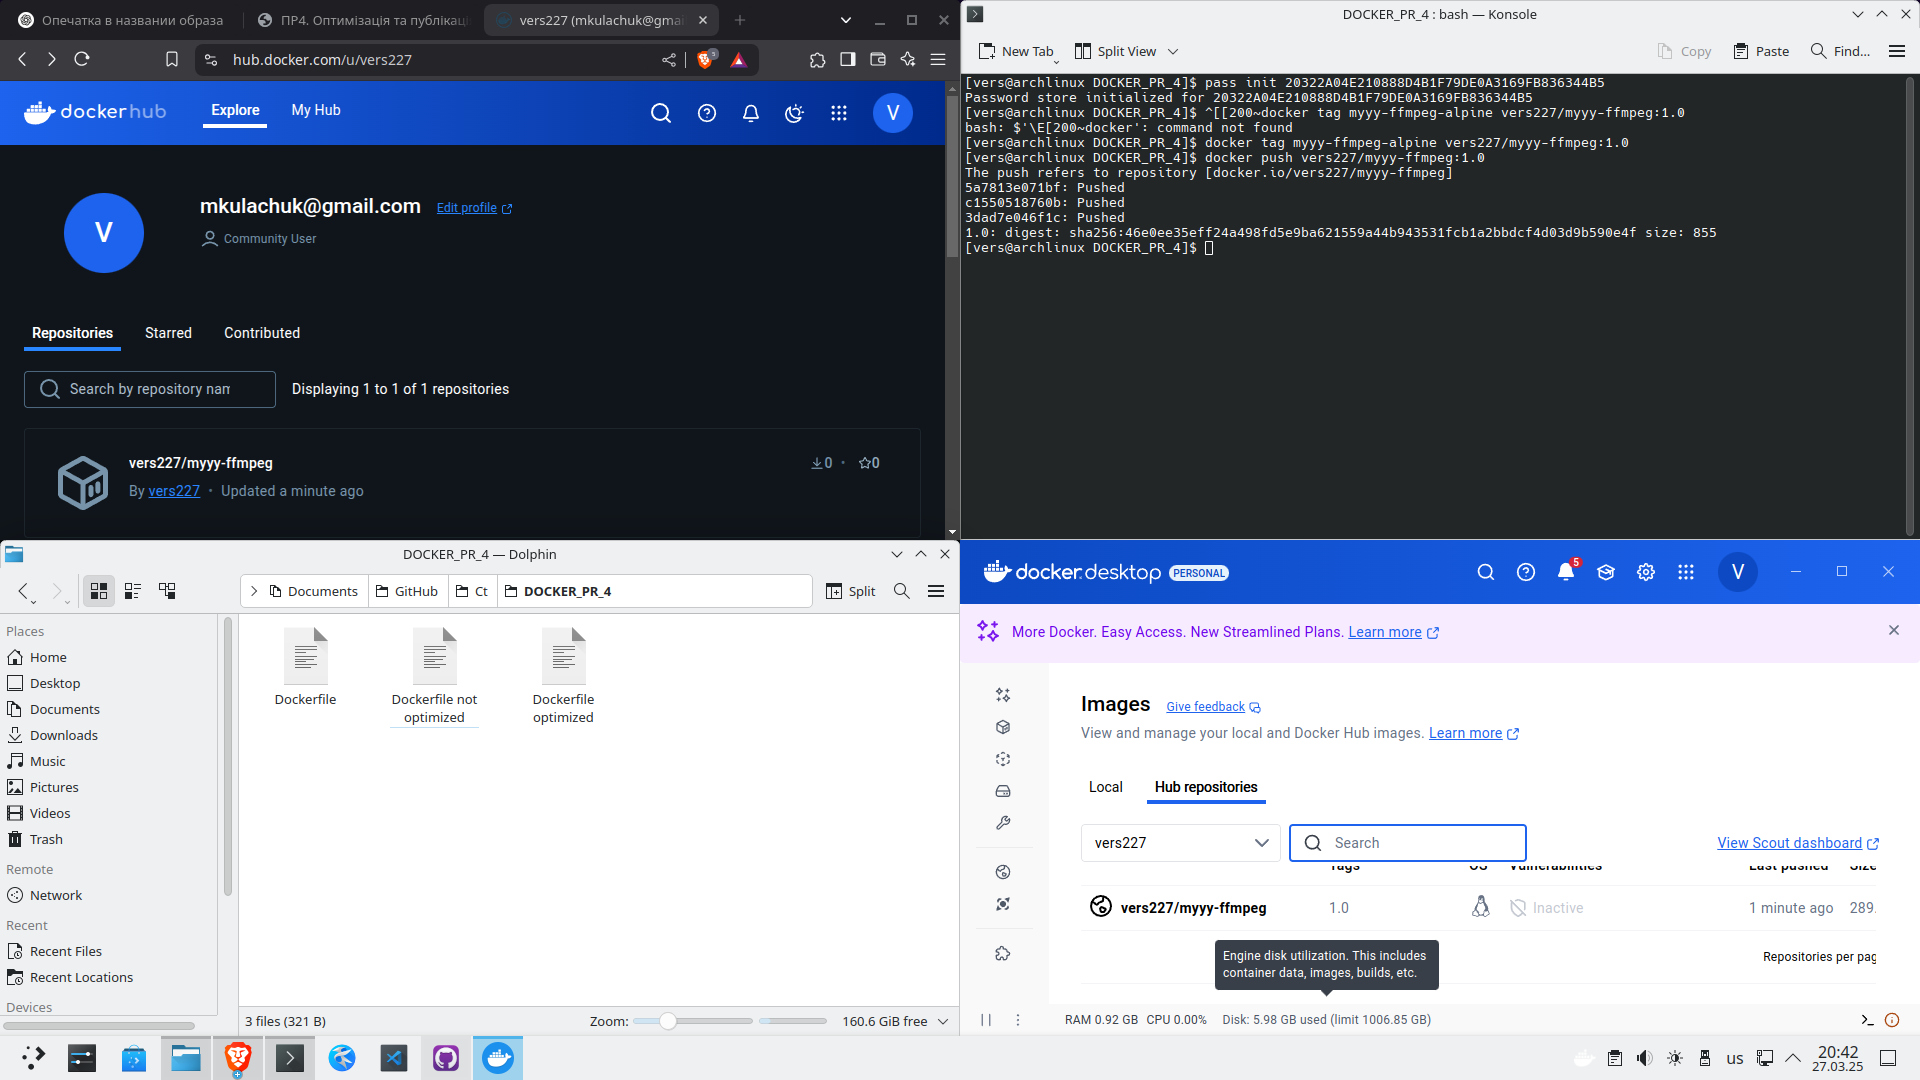 Опечатка в названии образа
ПР4. Оптимізація та публікац
vers227 (mkulachuk@gmai
hub.docker.com/u/vers227
dockerhub
Explore
My Hub
V
V
mkulachuk@gmail.com
Edit profile
Community User
Repositories
Starred
Contributed
Search by repository nam
Displaying 1 to 1 of 1 repositories
vers227/myyy-ffmpeg
0 · 0
By vers227 · Updated a minute ago
DOCKER_PR_4 : bash — Konsole
New Tab
Split View
Copy
Paste
Find...
[vers@archlinux DOCKER_PR_4]$ pass init 20322A04E210888D4B1F79DE0A3169FB836344B5
Password store initialized for 20322A04E210888D4B1F79DE0A3169FB836344B5
[vers@archlinux DOCKER_PR_4]$ ^[[200~docker tag myyy-ffmpeg-alpine vers227/myyy-ffmpeg:1.0
bash: $'\E[200~docker': command not found
[vers@archlinux DOCKER_PR_4]$ docker tag myyy-ffmpeg-alpine vers227/myyy-ffmpeg:1.0
[vers@archlinux DOCKER_PR_4]$ docker push vers227/myyy-ffmpeg:1.0
The push refers to repository [docker.io/vers227/myyy-ffmpeg]
5a7813e071bf: Pushed
c1550518760b: Pushed
3dad7e046f1c: Pushed
1.0: digest: sha256:46e0ee35eff24a498fd5e9ba621559a44b943531fcb1a2bbdcf4d03d9b590e4f size: 855
[vers@archlinux DOCKER_PR_4]$
DOCKER_PR_4 — Dolphin
Documents
GitHub
Ct
DOCKER_PR_4
Split
Places
Home
Desktop
Documents
Downloads
Music
Pictures
Videos
Trash
Remote
Network
Recent
Recent Files
Recent Locations
Devices
Dockerfile
Dockerfile not
optimized
Dockerfile
optimized
3 files (321 B)
Zoom:
160.6 GiB free
docker.desktop
PERSONAL
5
V
More Docker. Easy Access. New Streamlined Plans. Learn more
Images
Give feedback
View and manage your local and Docker Hub images. Learn more
Local
Hub repositories
vers227
Search
View Scout dashboard
Tags
OS
Vulnerabilities
Last pushed
Size
vers227/myyy-ffmpeg
1.0
Inactive
1 minute ago
289.
Repositories per pag
Engine disk utilization. This includes
container data, images, builds, etc.
RAM 0.92 GB CPU 0.00%
Disk: 5.98 GB used (limit 1006.85 GB)
us
20:42
27.03.25